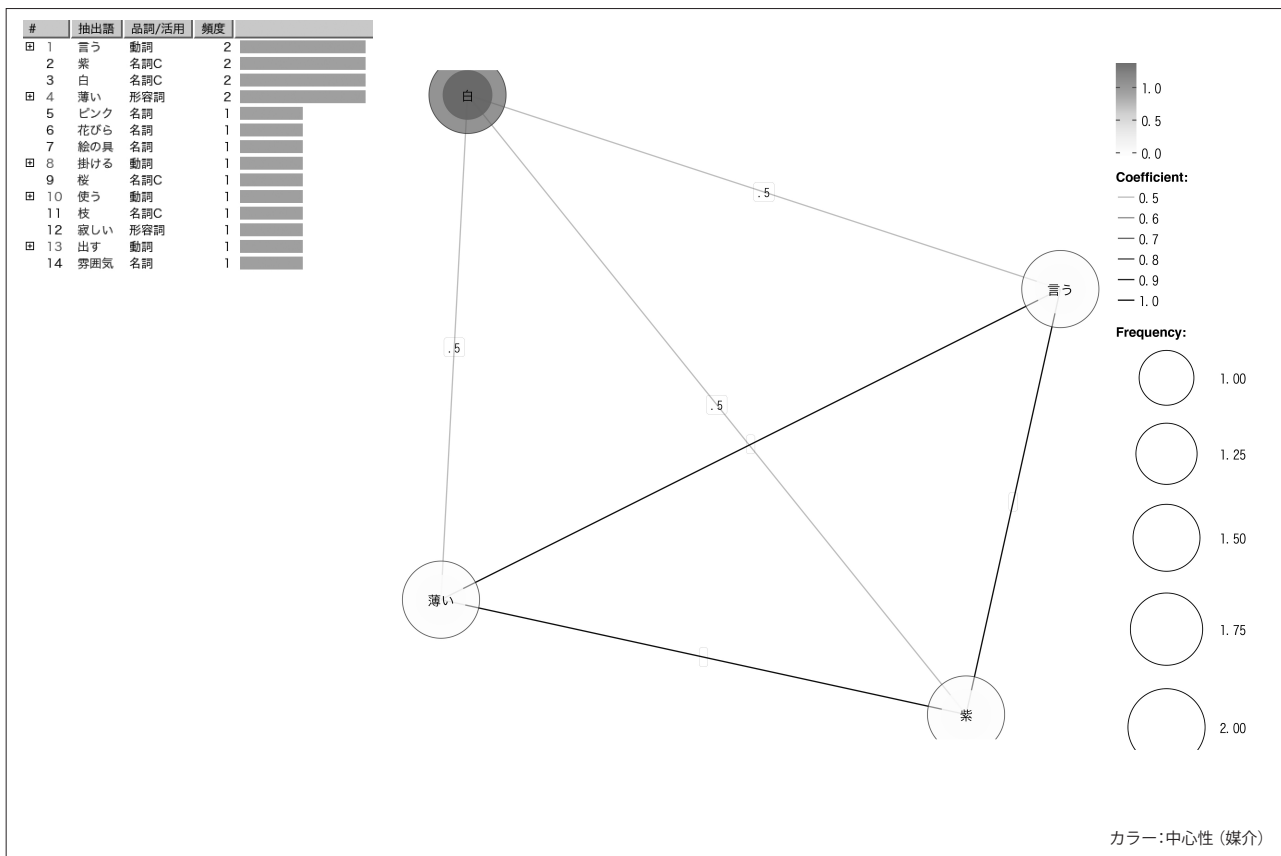 # 抽出語 品詞/活用 頻度
1 言う 動詞 2
2 紫 名詞C 2
3 白 名詞C 2
4 薄い 形容詞 2
5 ピンク 名詞 1
6 花びら 名詞 1
7 絵の具 名詞 1
8 掛ける 動詞 1
9 桜 名詞C 1
10 使う 動詞 1
11 枝 名詞C 1
12 寂しい 形容詞 1
13 出す 動詞 1
14 雰囲気 名詞 1
白
.5
言う
.5
.5
薄い
紫
1.0
0.5
0.0
Coefficient:
0.5
0.6
0.7
0.8
0.9
1.0
Frequency:
1.00
1.25
1.50
1.75
2.00
カラー：中心性（媒介）